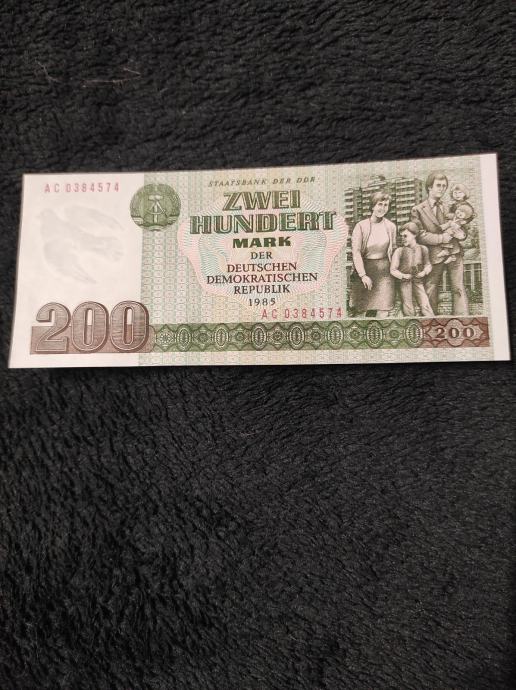 AC 0384574
STAATSBANK DER DDR
ZWEI
HUNDERT
MARK
DER
DEUTSCHEN
DEMOKRATISCHEN
REPUBLIK
1985
AC 0384574
200
200